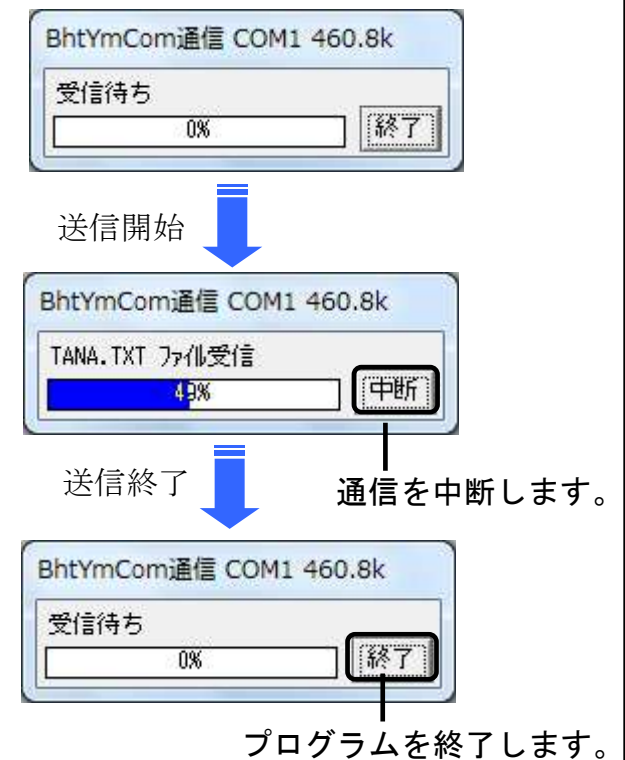 BhtYmCom通信 COM1 460.8k
受信待ち
0%
終了
送信開始
BhtYmCom通信 COM1 460.8k
TANA.TXT ﾌｧｲﾙ受信
49%
中断
送信終了
通信を中断します。
BhtYmCom通信 COM1 460.8k
受信待ち
0%
終了
プログラムを終了します。